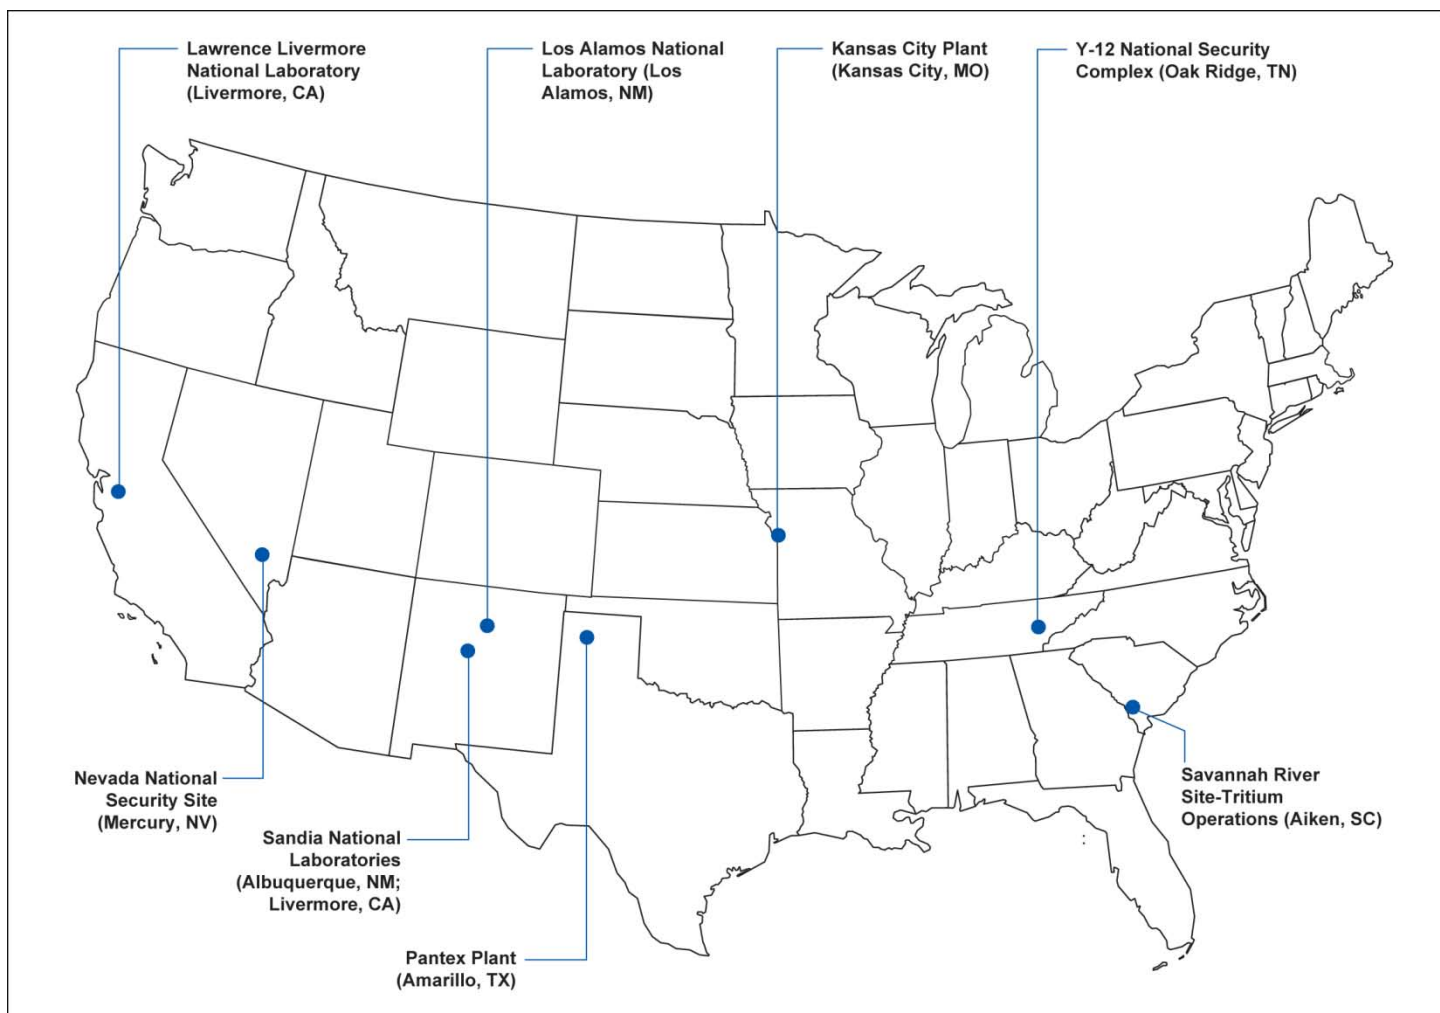 Lawrence Livermore
National Laboratory
(Livermore, CA)
Los Alamos National
Laboratory (Los
Alamos, NM)
Kansas City Plant
(Kansas City, MO)
Y-12 National Security
Complex (Oak Ridge, TN)
Nevada National
Security Site
(Mercury, NV)
Sandia National
Laboratories
(Albuquerque, NM;
Livermore, CA)
Pantex Plant
(Amarillo, TX)
Savannah River
Site-Tritium
Operations (Aiken, SC)